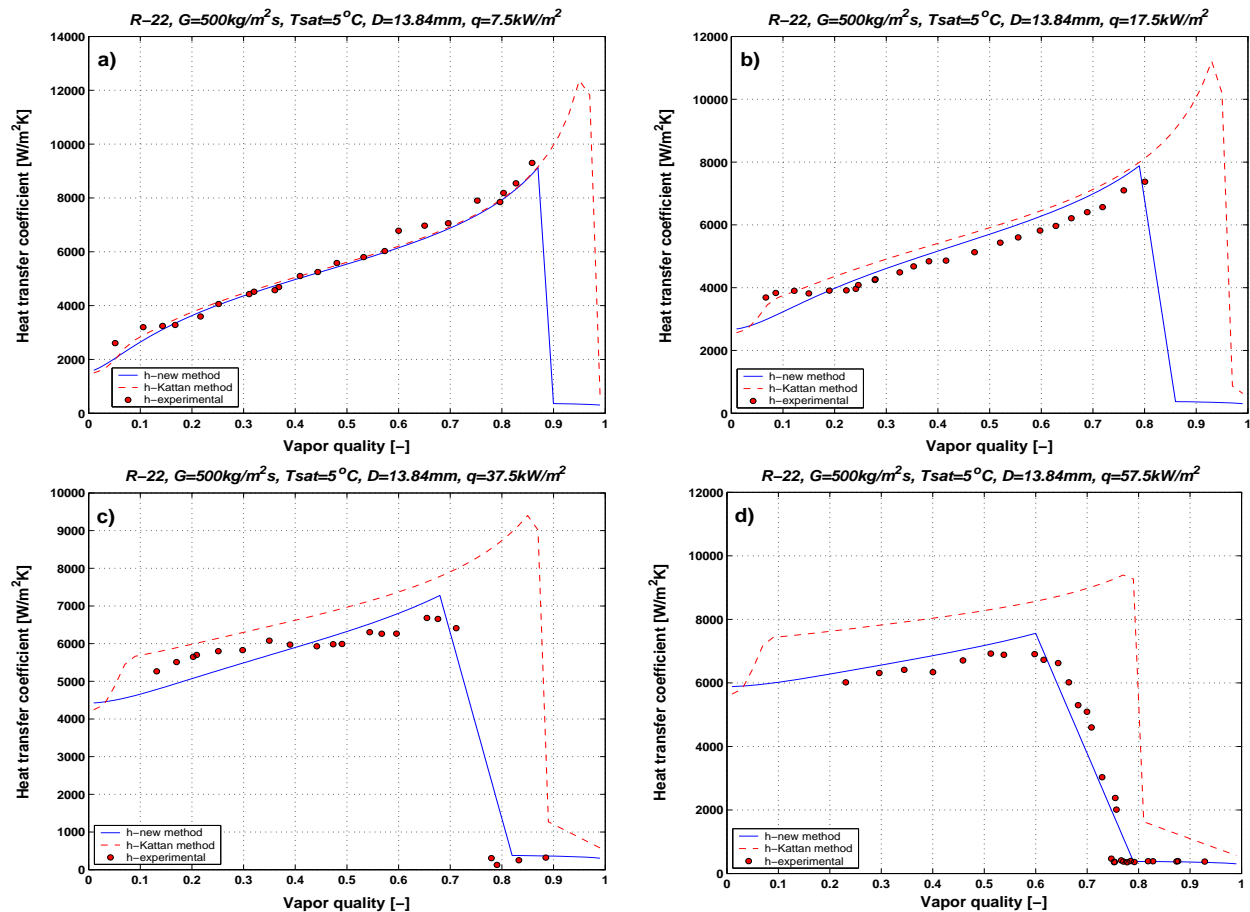 R−22, G=500kg/m²s, Tsat=5°C, D=13.84mm, q=7.5kW/m²
a)
Heat transfer coefficient [W/m²K]
14000
12000
10000
8000
6000
4000
2000
0
h−new method
h−Kattan method
h−experimental
0 0.1 0.2 0.3 0.4 0.5 0.6 0.7 0.8 0.9 1
Vapor quality [−]
R−22, G=500kg/m²s, Tsat=5°C, D=13.84mm, q=17.5kW/m²
b)
Heat transfer coefficient [W/m²K]
12000
10000
8000
6000
4000
2000
0
h−new method
h−Kattan method
h−experimental
0 0.1 0.2 0.3 0.4 0.5 0.6 0.7 0.8 0.9 1
Vapor quality [−]
R−22, G=500kg/m²s, Tsat=5°C, D=13.84mm, q=37.5kW/m²
c)
Heat transfer coefficient [W/m²K]
10000
9000
8000
7000
6000
5000
4000
3000
2000
1000
0
h−new method
h−Kattan method
h−experimental
0 0.1 0.2 0.3 0.4 0.5 0.6 0.7 0.8 0.9 1
Vapor quality [−]
R−22, G=500kg/m²s, Tsat=5°C, D=13.84mm, q=57.5kW/m²
d)
Heat transfer coefficient [W/m²K]
12000
10000
8000
6000
4000
2000
0
h−new method
h−Kattan method
h−experimental
0 0.1 0.2 0.3 0.4 0.5 0.6 0.7 0.8 0.9 1
Vapor quality [−]